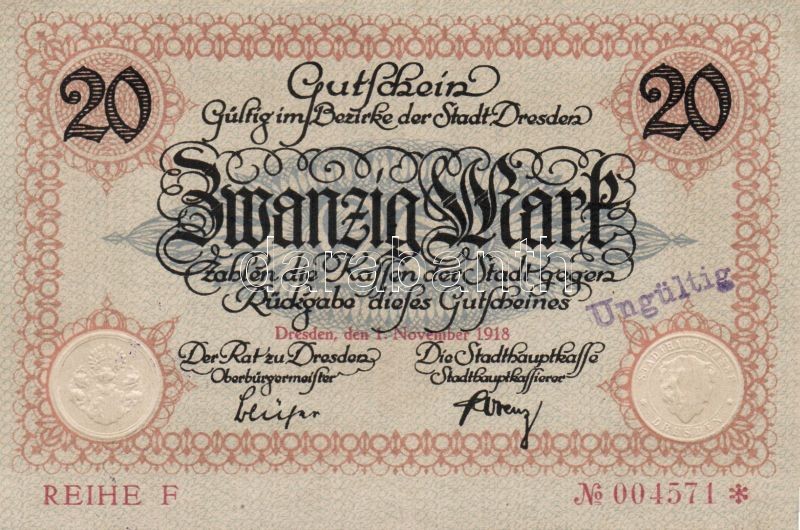 20 20
Gutschein
Gültig im Bezirke der Stadt Dresden
Zwanzig Mark
zahlen die Kassen der Stadt gegen
darabanth
Rückgabe dieses Gutscheines
Ungültig
Dresden, den 1. November 1918
Der Rat zu Dresden Die Stadthauptkasse
Oberbürgermeister Stadthauptkassierer
REIHE F № 004571 *